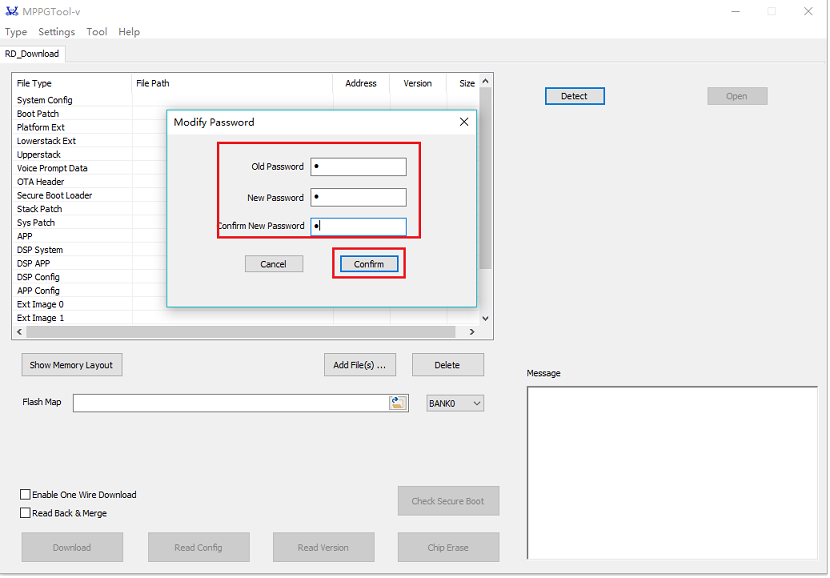 MPPGTool-v
Type Settings Tool Help
RD_Download
File Type File Path Address Version Size
System Config
Boot Patch
Platform Ext
Lowerstack Ext
Upperstack
Voice Prompt Data
OTA Header
Secure Boot Loader
Stack Patch
Sys Patch
APP
DSP System
DSP APP
DSP Config
APP Config
Ext Image 0
Ext Image 1
Modify Password
Old Password
New Password
Confirm New Password
Cancel Confirm
Detect Open
Show Memory Layout Add File(s) ... Delete
Flash Map BANK0
Message
Enable One Wire Download
Read Back & Merge
Check Secure Boot
Download Read Config Read Version Chip Erase